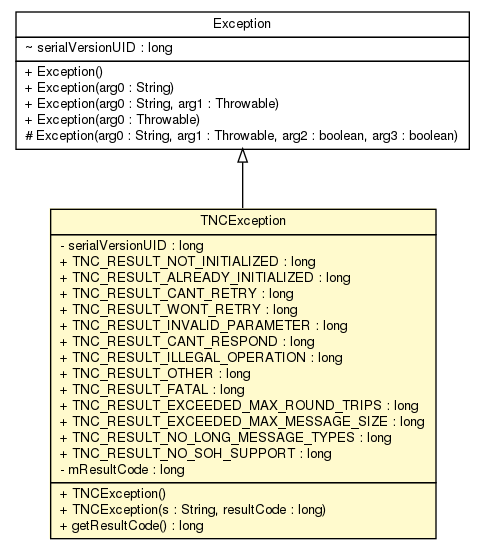 Exception
~ serialVersionUID : long
+ Exception()
+ Exception(arg0 : String)
+ Exception(arg0 : String, arg1 : Throwable)
+ Exception(arg0 : Throwable)
# Exception(arg0 : String, arg1 : Throwable, arg2 : boolean, arg3 : boolean)
TNCException
- serialVersionUID : long
+ TNC_RESULT_NOT_INITIALIZED : long
+ TNC_RESULT_ALREADY_INITIALIZED : long
+ TNC_RESULT_CANT_RETRY : long
+ TNC_RESULT_WONT_RETRY : long
+ TNC_RESULT_INVALID_PARAMETER : long
+ TNC_RESULT_CANT_RESPOND : long
+ TNC_RESULT_ILLEGAL_OPERATION : long
+ TNC_RESULT_OTHER : long
+ TNC_RESULT_FATAL : long
+ TNC_RESULT_EXCEEDED_MAX_ROUND_TRIPS : long
+ TNC_RESULT_EXCEEDED_MAX_MESSAGE_SIZE : long
+ TNC_RESULT_NO_LONG_MESSAGE_TYPES : long
+ TNC_RESULT_NO_SOH_SUPPORT : long
- mResultCode : long
+ TNCException()
+ TNCException(s : String, resultCode : long)
+ getResultCode() : long